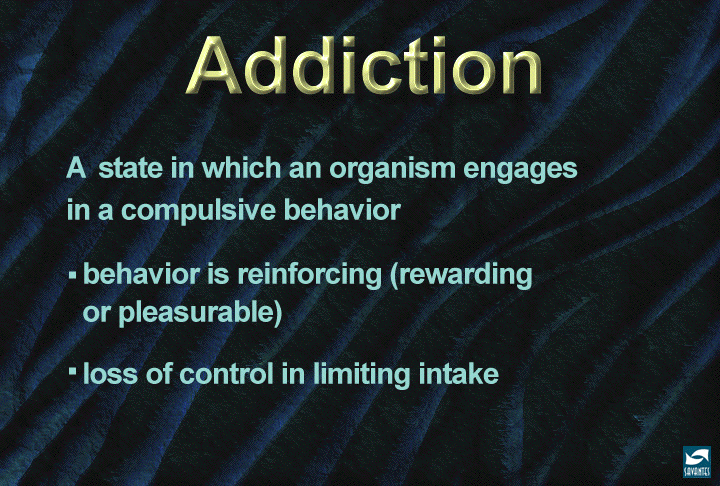 Addiction
A state in which an organism engages
in a compulsive behavior
▪ behavior is reinforcing (rewarding
or pleasurable)
▪ loss of control in limiting intake
SAVANTES